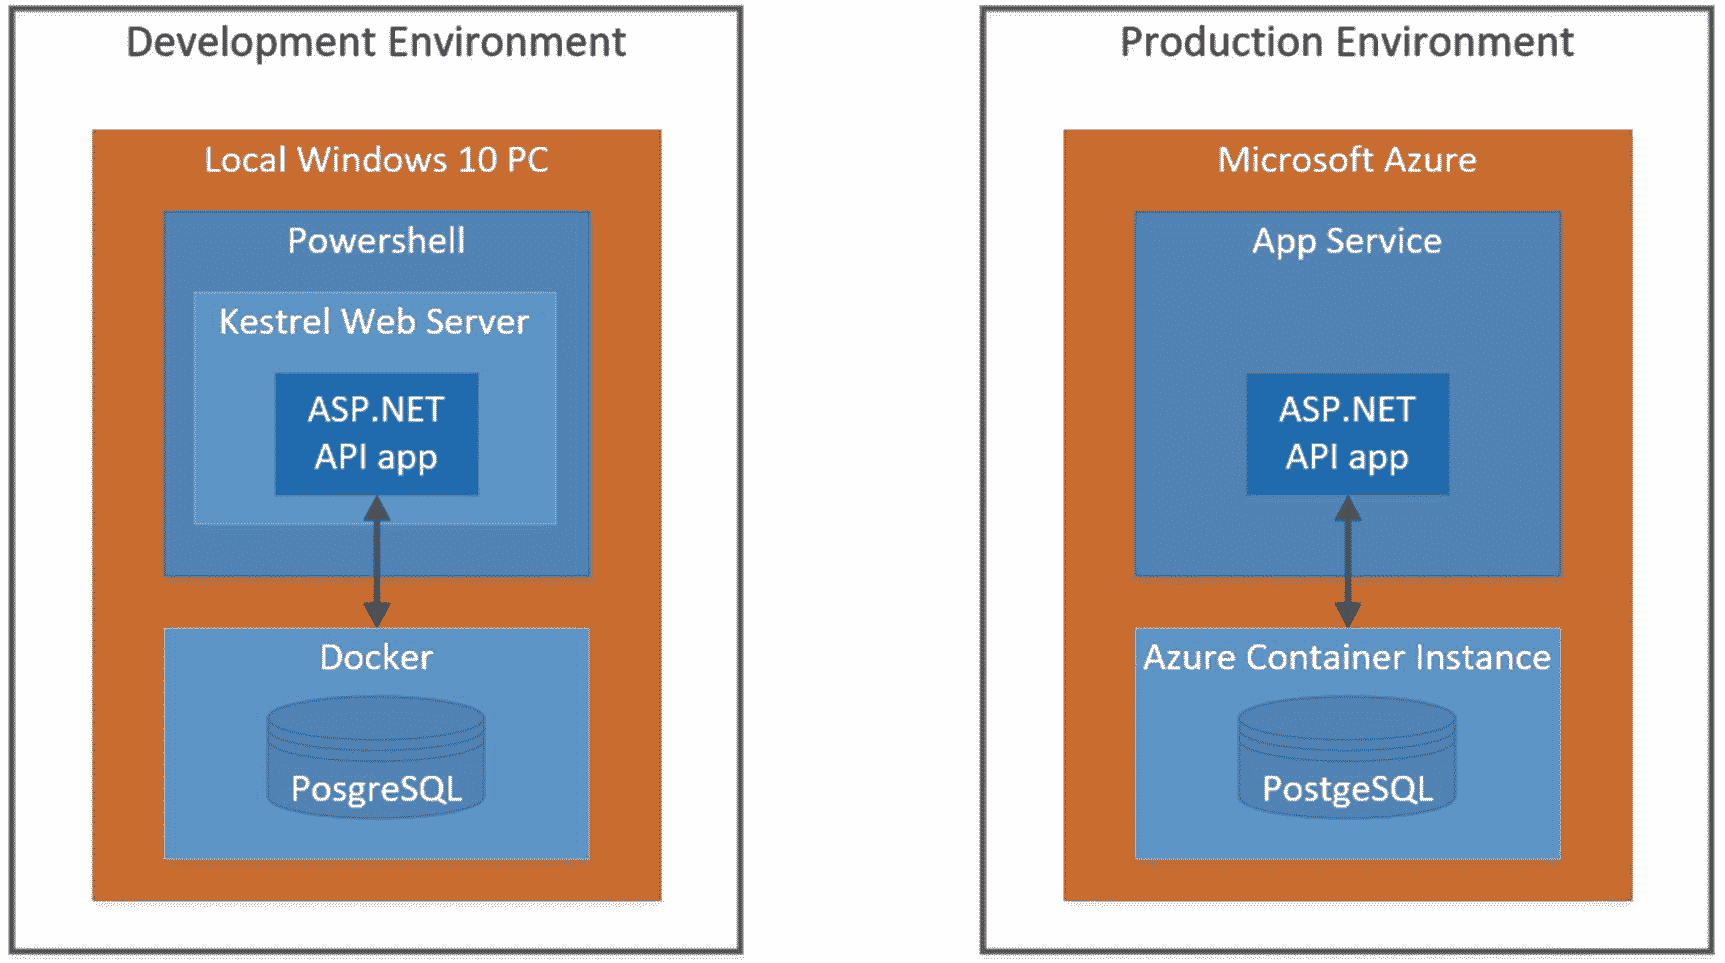 Development Environment
Local Windows 10 PC
Powershell
Kestrel Web Server
ASP.NET
API app
Docker
PosgreSQL
Production Environment
Microsoft Azure
App Service
ASP.NET
API app
Azure Container Instance
PostgeSQL